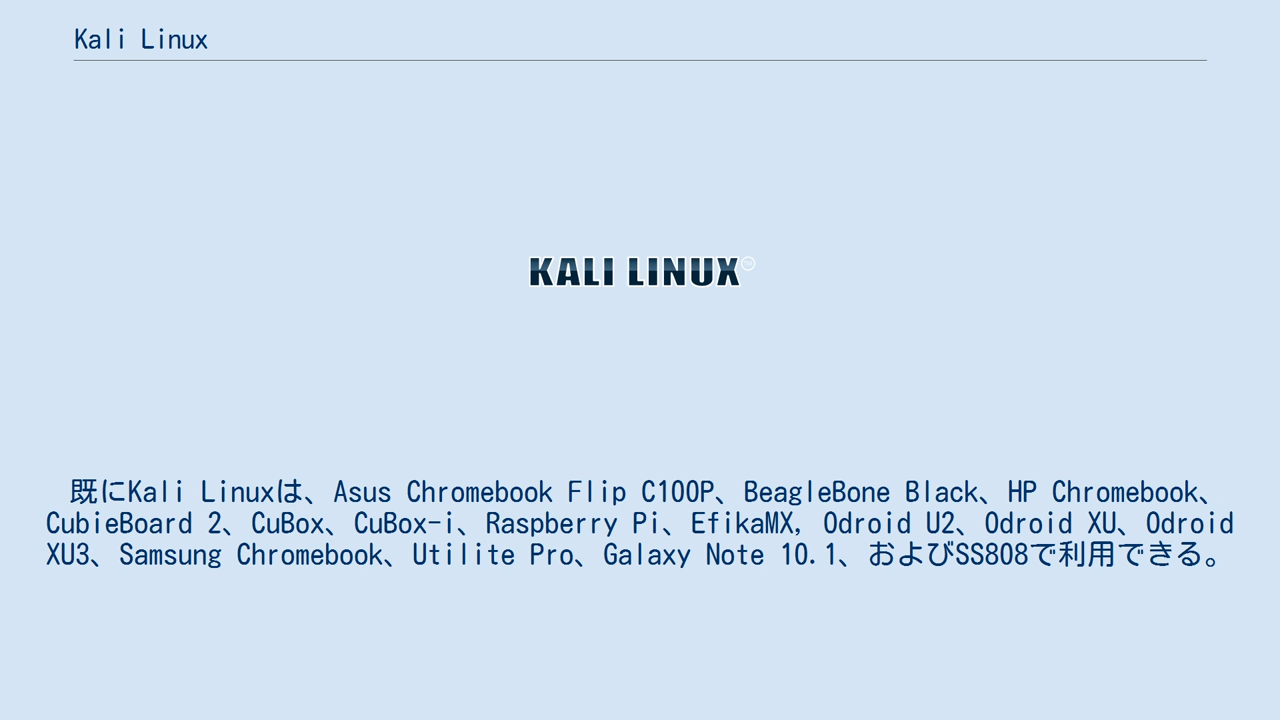 Kali Linux
KALI LINUX
既にKali Linuxは、Asus Chromebook Flip C100P、BeagleBone Black、HP Chromebook、
CubieBoard 2、CuBox、CuBox-i、Raspberry Pi、EfikaMX, Odroid U2、Odroid XU、Odroid
XU3、Samsung Chromebook、Utilite Pro、Galaxy Note 10.1、およびSS808で利用できる。